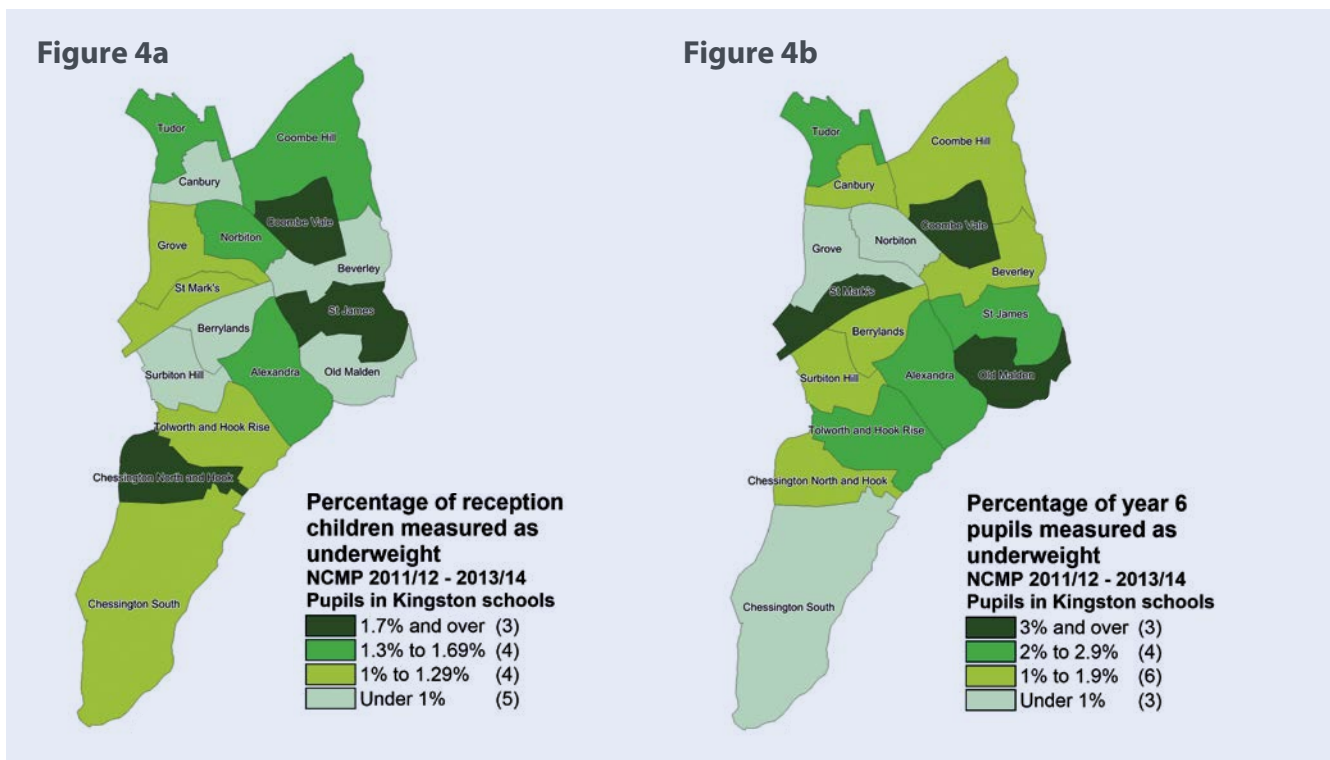 Figure 4a
Tudor
Coombe Hill
Canbury
Coombe Vale
Norbiton
Grove
Beverley
St Mark's
St James
Berrylands
Surbiton Hill
Alexandra
Old Malden
Tolworth and Hook Rise
Chessington North and Hook
Chessington South
Percentage of reception
children measured as
underweight
NCMP 2011/12 - 2013/14
Pupils in Kingston schools
1.7% and over (3)
1.3% to 1.69% (4)
1% to 1.29% (4)
Under 1% (5)
Figure 4b
Tudor
Coombe Hill
Canbury
Coombe Vale
Norbiton
Grove
Beverley
St Mark's
St James
Berrylands
Surbiton Hill
Alexandra
Old Malden
Tolworth and Hook Rise
Chessington North and Hook
Chessington South
Percentage of year 6
pupils measured as
underweight
NCMP 2011/12 - 2013/14
Pupils in Kingston schools
3% and over (3)
2% to 2.9% (4)
1% to 1.9% (6)
Under 1% (3)